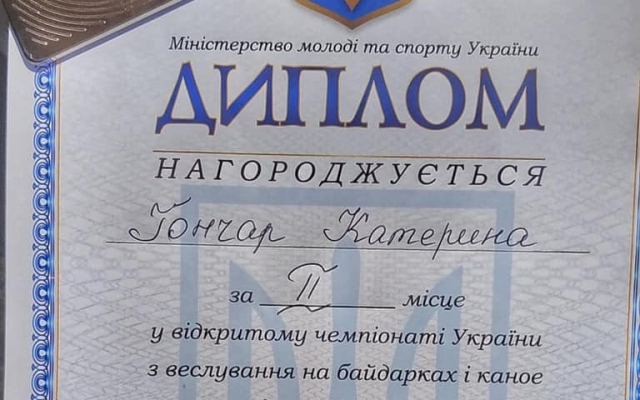 Міністерство молоді та спорту України
ДИПЛОМ
НАГОРОДЖУЄТЬСЯ
Гончар Катерина
за II місце
у відкритому чемпіонаті України
з веслування на байдарках і каное